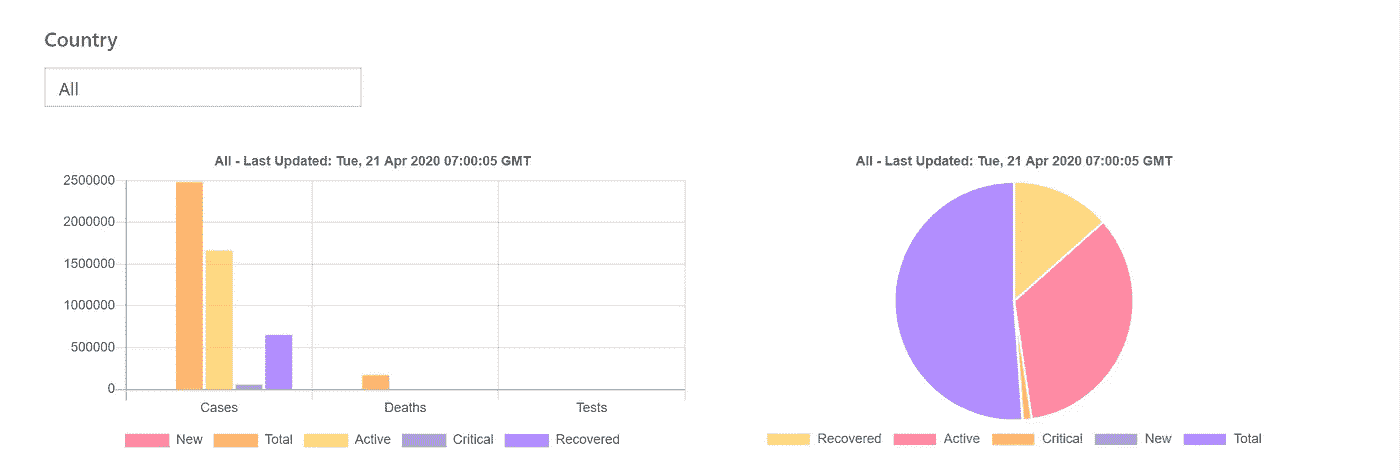 Country
All
All - Last Updated: Tue, 21 Apr 2020 07:00:05 GMT
2500000
2000000
1500000
1000000
500000
0
Cases Deaths Tests
New Total Active Critical Recovered
All - Last Updated: Tue, 21 Apr 2020 07:00:05 GMT
Recovered Active Critical New Total